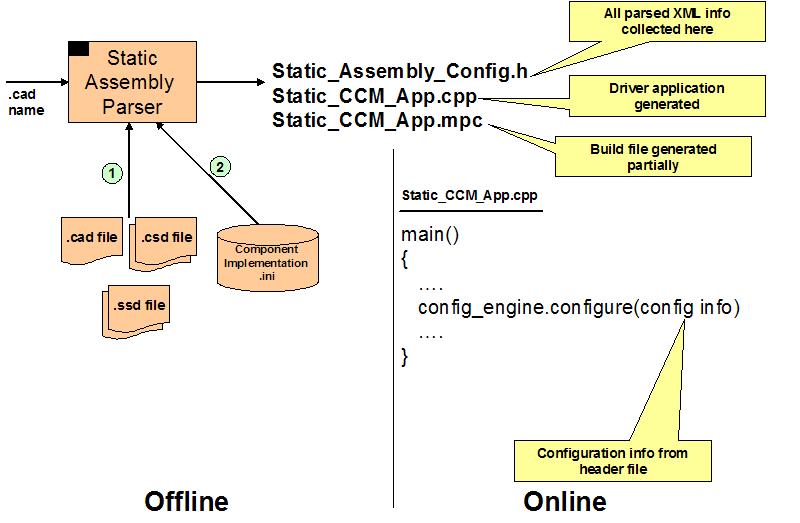 All parsed XML info
collected here
Static
Assembly
Parser
.cad
name
Static_Assembly_Config.h
Static_CCM_App.cpp
Static_CCM_App.mpc
Driver application
generated
Build file generated
partially
1
2
.cad file
.csd file
.ssd file
Component
Implementation
.ini
Static_CCM_App.cpp
main()
{
....
config_engine.configure(config info)
....
}
Configuration info from
header file
Offline
Online